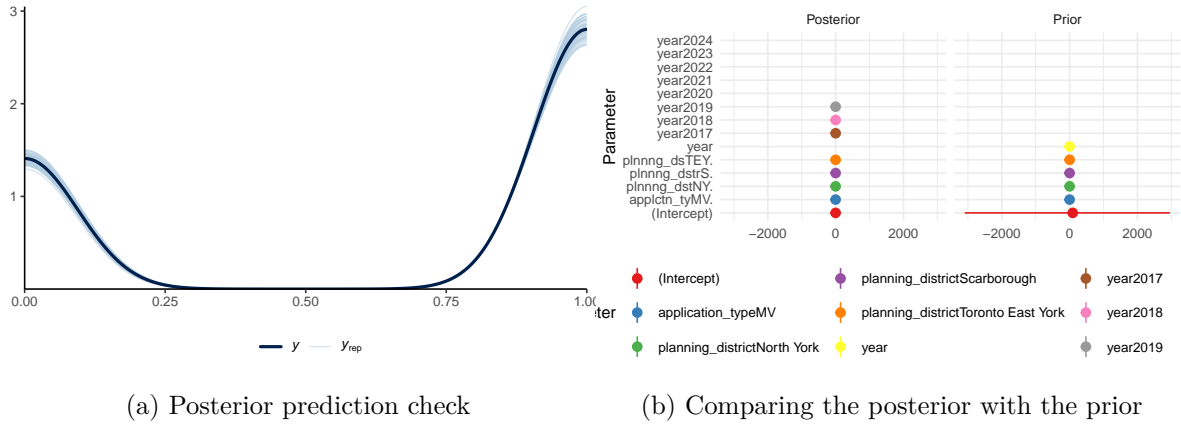 3
2
1
0.00 0.25 0.50 0.75 1.0(
y yrep
(a) Posterior prediction check
Posterior Prior
Parameter
year2024
year2023
year2022
year2021
year2020
year2019
year2018
year2017
year
plnnng_dsTEY.
plnnng_dstrS.
plnnng_dstNY.
applctn_tyMV.
(Intercept)
−2000 0 2000 −2000 0 2000
eter
(Intercept) planning_districtScarborough year2017
application_typeMV planning_districtToronto East York year2018
planning_districtNorth York year year2019
(b) Comparing the posterior with the prior